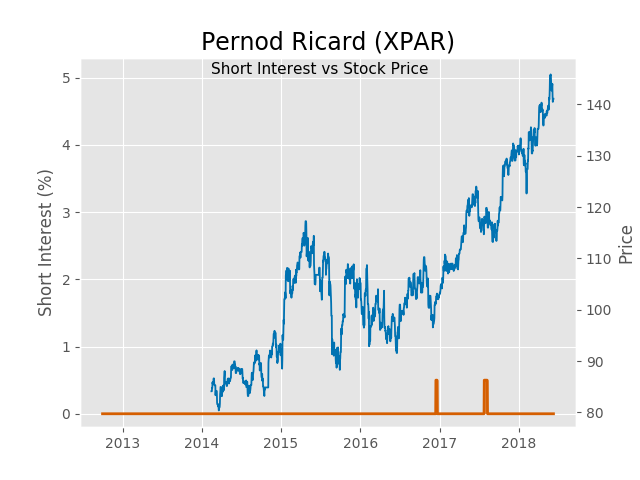 Pernod Ricard (XPAR)
Short Interest vs Stock Price
5
4
3
2
1
0
Short Interest (%)
140
130
120
110
100
90
80
Price
2013 2014 2015 2016 2017 2018